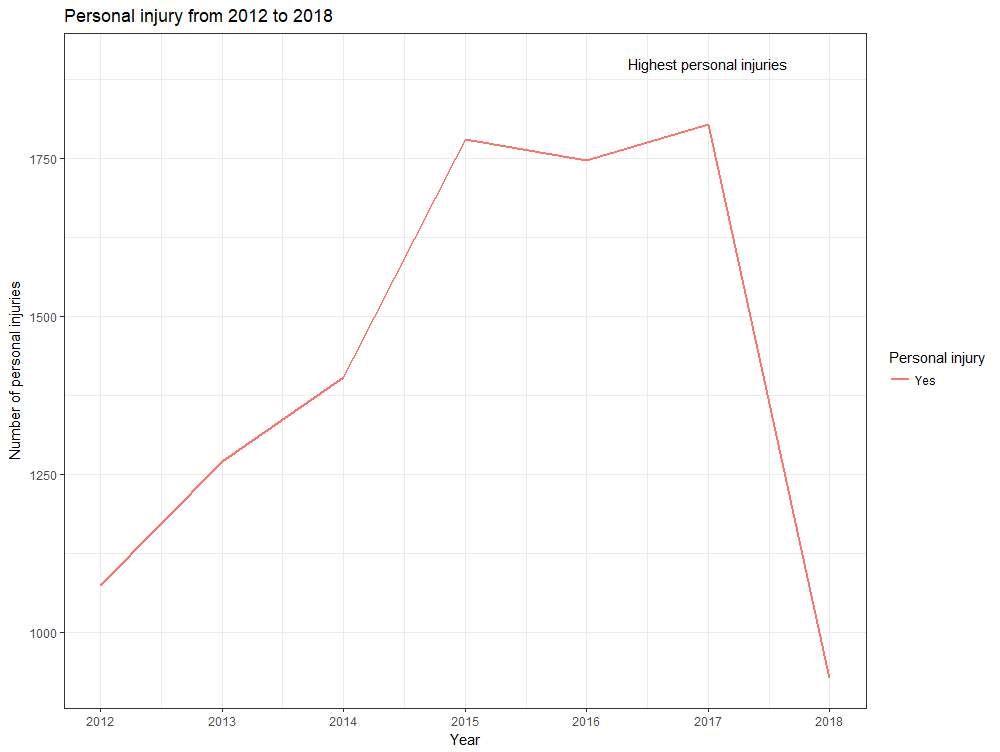 Personal injury from 2012 to 2018
Highest personal injuries
Number of personal injuries
1750
1500
1250
1000
2012 2013 2014 2015 2016 2017 2018
Year
Personal injury
Yes